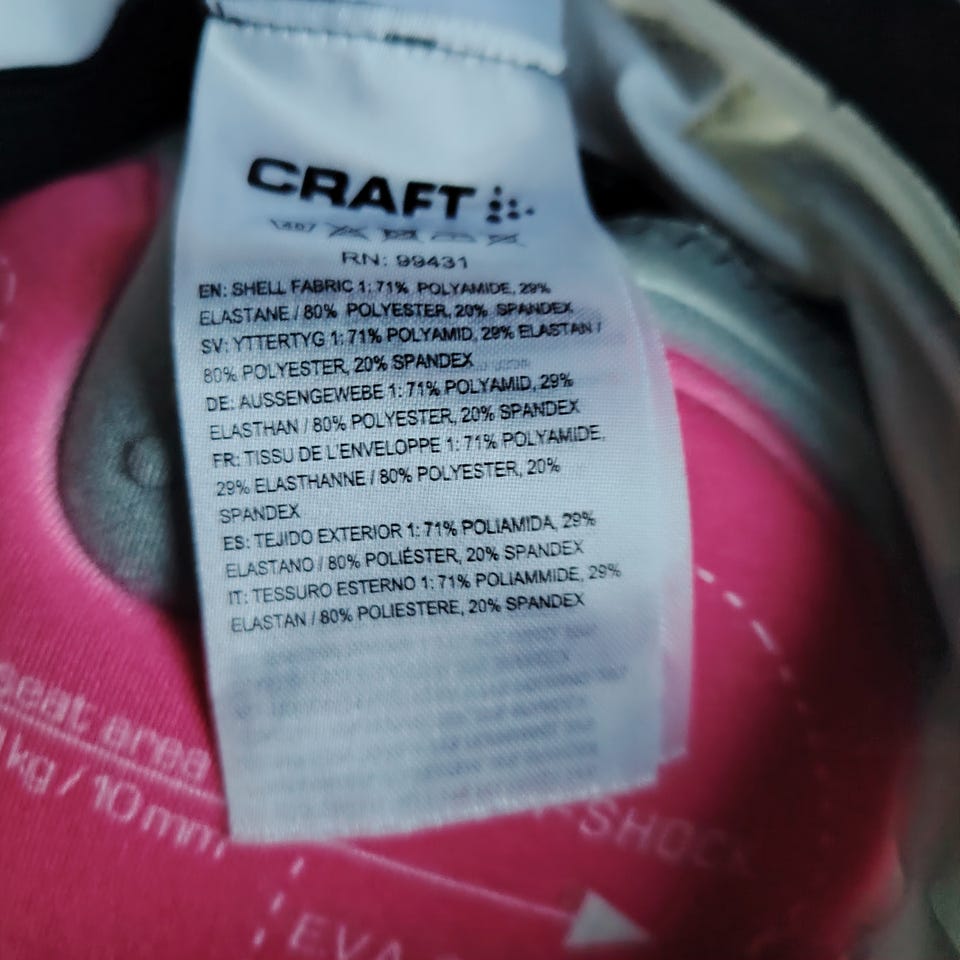 CRAFT
RN: 99431
EN: SHELL FABRIC 1: 71% POLYAMIDE, 29%
ELASTANE / 80% POLYESTER, 20% SPANDEX
SV: YTTERTYG 1: 71% POLYAMID, 29% ELASTAN /
80% POLYESTER, 20% SPANDEX
DE: AUSSENGEWEBE 1: 71% POLYAMID, 29%
ELASTHAN / 80% POLYESTER, 20% SPANDEX
FR: TISSU DE L'ENVELOPPE 1: 71% POLYAMIDE,
29% ELASTHANNE / 80% POLYESTER, 20%
SPANDEX
ES: TEJIDO EXTERIOR 1: 71% POLIAMIDA, 29%
ELASTANO / 80% POLIÉSTER, 20% SPANDEX
IT: TESSURO ESTERNO 1: 71% POLIAMMIDE, 29%
ELASTAN / 80% POLIESTERE, 20% SPANDEX
seat area
kg / 10 mm
SHOCK
EVA